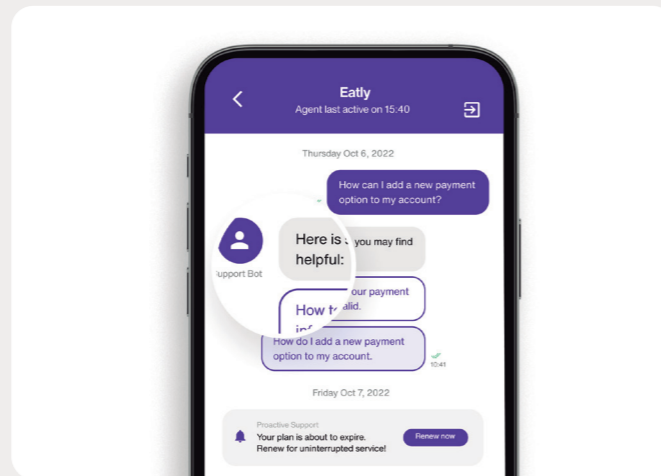 Eatly
Agent last active on 15:40
Thursday Oct 6, 2022
How can I add a new payment
option to my account?
Here is you may find
helpful:
upport Bot
our payment
How t alid.
How do I add a new payment
option to my account.
10:41
Friday Oct 7, 2022
Proactive Support
Your plan is about to expire.
Renew for uninterrupted service!
Renew now